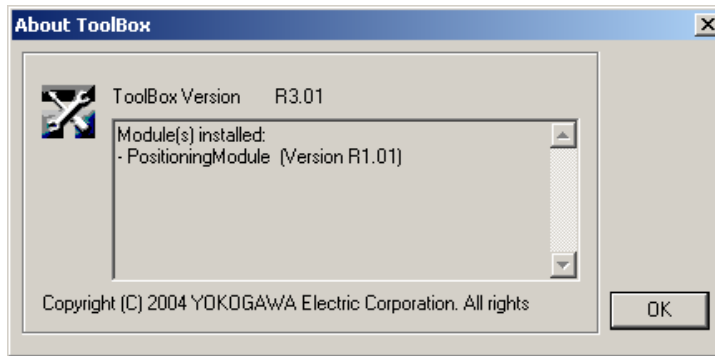 About ToolBox
ToolBox Version R3.01
Module(s) installed:
- PositioningModule (Version R1.01)
Copyright (C) 2004 YOKOGAWA Electric Corporation. All rights
OK